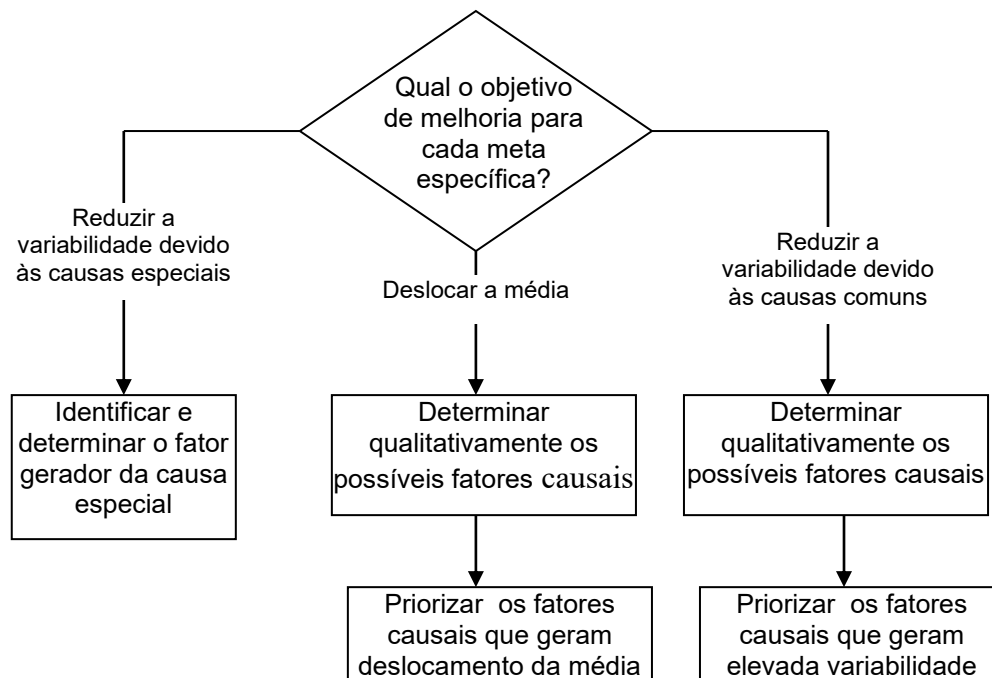 Qual o objetivo
de melhoria para
cada meta
específica?
Reduzir a
variabilidade devido
às causas especiais
Deslocar a média
Reduzir a
variabilidade devido
às causas comuns
Identificar e
determinar o fator
gerador da causa
especial
Determinar
qualitativamente os
possíveis fatores causais
Determinar
qualitativamente os
possíveis fatores causais
Priorizar os fatores
causais que geram
deslocamento da média
Priorizar os fatores
causais que geram
elevada variabilidade